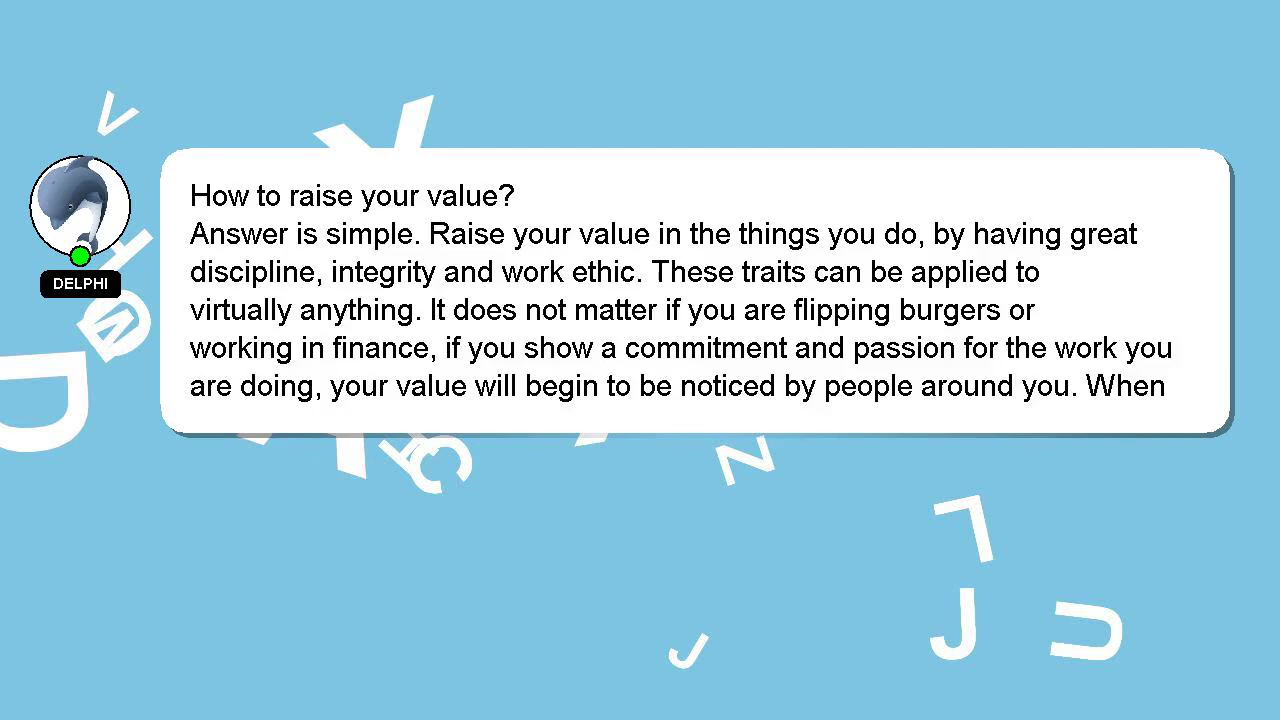 How to raise your value?
Answer is simple. Raise your value in the things you do, by having great
discipline, integrity and work ethic. These traits can be applied to
virtually anything. It does not matter if you are flipping burgers or
working in finance, if you show a commitment and passion for the work you
are doing, your value will begin to be noticed by people around you. When
DELPHI
V
D
N
L
J
U
J